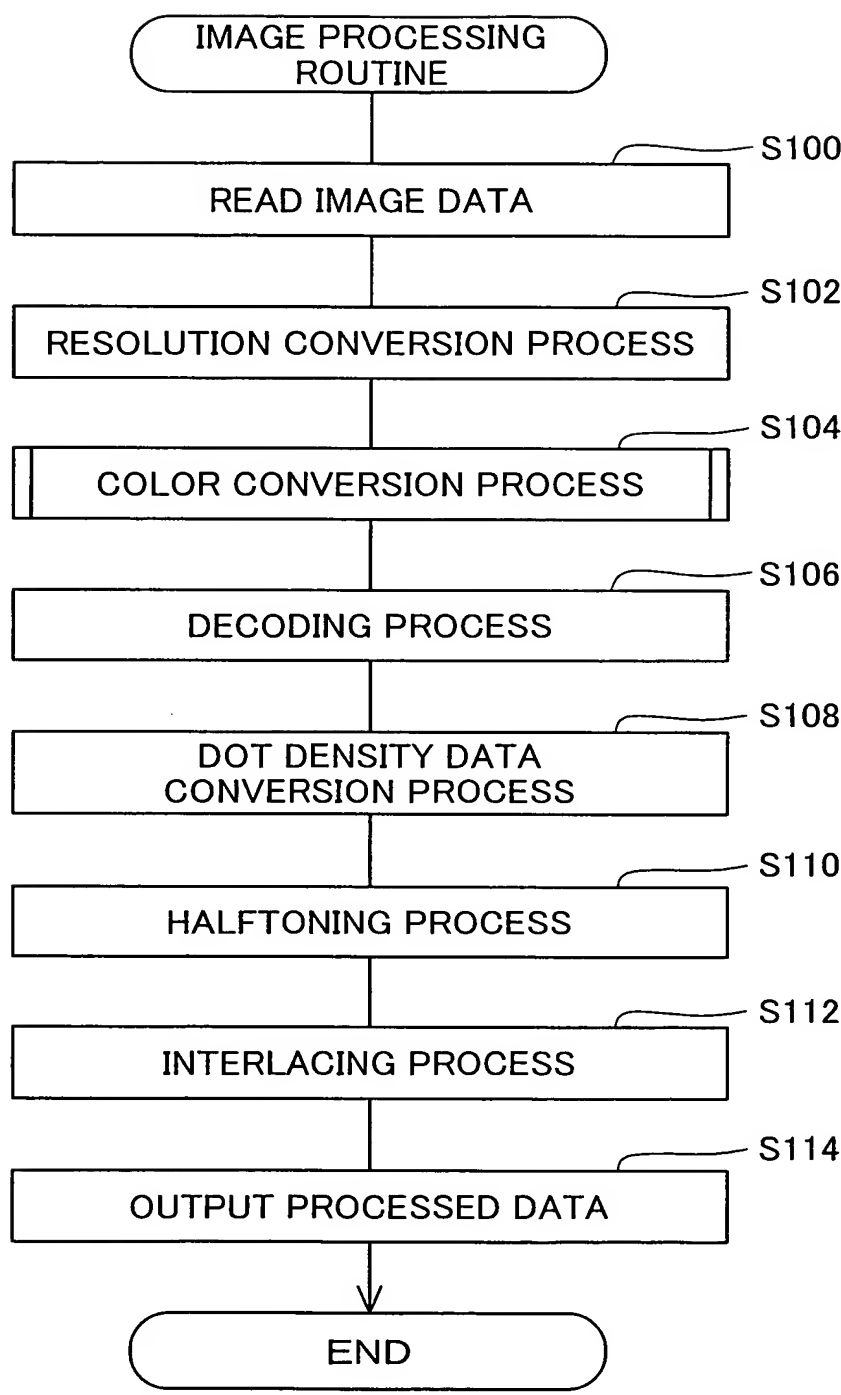 IMAGE PROCESSING
ROUTINE
S100
READ IMAGE DATA
S102
RESOLUTION CONVERSION PROCESS
S104
COLOR CONVERSION PROCESS
S106
DECODING PROCESS
S108
DOT DENSITY DATA
CONVERSION PROCESS
S110
HALFTONING PROCESS
S112
INTERLACING PROCESS
S114
OUTPUT PROCESSED DATA
END